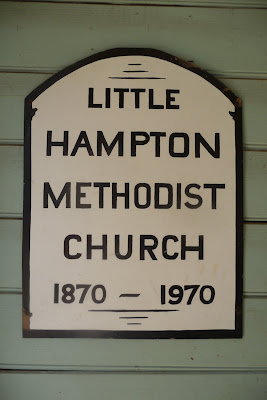 LITTLE
HAMPTON
METHODIST
CHURCH
1870 — 1970